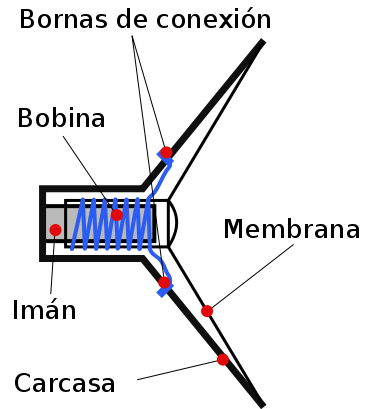 Bornas de conexión
Bobina
Membrana
Imán
Carcasa